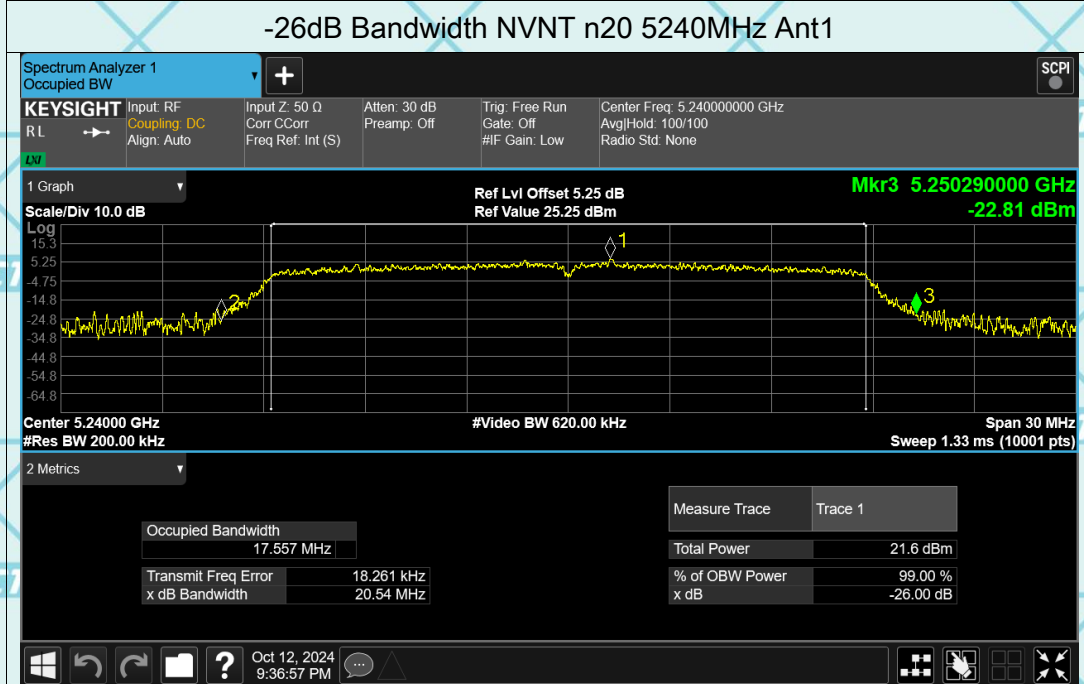 -26dB Bandwidth NVNT n20 5240MHz Ant1
Spectrum Analyzer 1
Occupied BW
SCPI
KEYSIGHT
RL
LXI
Input: RF
Coupling: DC
Align: Auto
Input Z: 50 Ω
Corr CCorr
Freq Ref: Int (S)
Atten: 30 dB
Preamp: Off
Trig: Free Run
Gate: Off
#IF Gain: Low
Center Freq: 5.240000000 GHz
Avg|Hold: 100/100
Radio Std: None
1 Graph
Scale/Div 10.0 dB
Ref Lvl Offset 5.25 dB
Ref Value 25.25 dBm
Mkr3 5.250290000 GHz
-22.81 dBm
Log
15.3
5.25
-4.75
-14.8
-24.8
-34.8
-44.8
-54.8
-64.8
1
2
3
Center 5.24000 GHz
#Res BW 200.00 kHz
#Video BW 620.00 kHz
Span 30 MHz
Sweep 1.33 ms (10001 pts)
2 Metrics
Occupied Bandwidth
17.557 MHz
Transmit Freq Error 18.261 kHz
x dB Bandwidth 20.54 MHz
Measure Trace Trace 1
Total Power 21.6 dBm
% of OBW Power 99.00 %
x dB -26.00 dB
?
Oct 12, 2024
9:36:57 PM